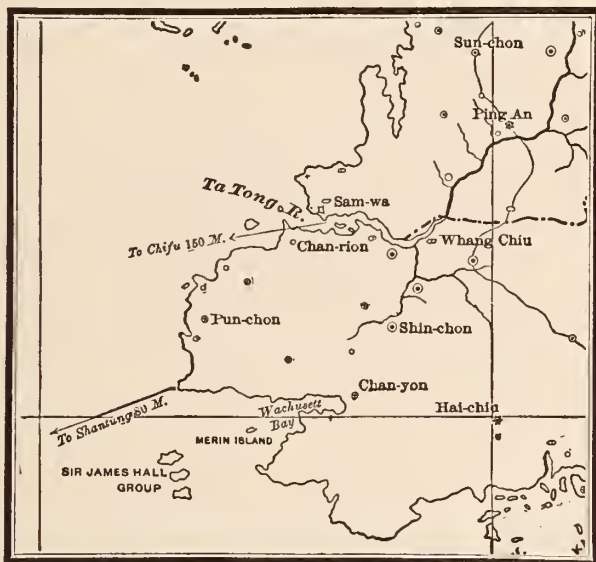 Sun-chon
Ping An
Ta Tong R.
Sam-wa
To Chifu 150 M.
Chan-rion
Whang Chiu
Pun-chon
Shin-chon
Chan-yon
Hai-chiu
To Shantung 80 M.
Wachusett
Bay
MERIN ISLAND
SIR JAMES HALL
GROUP